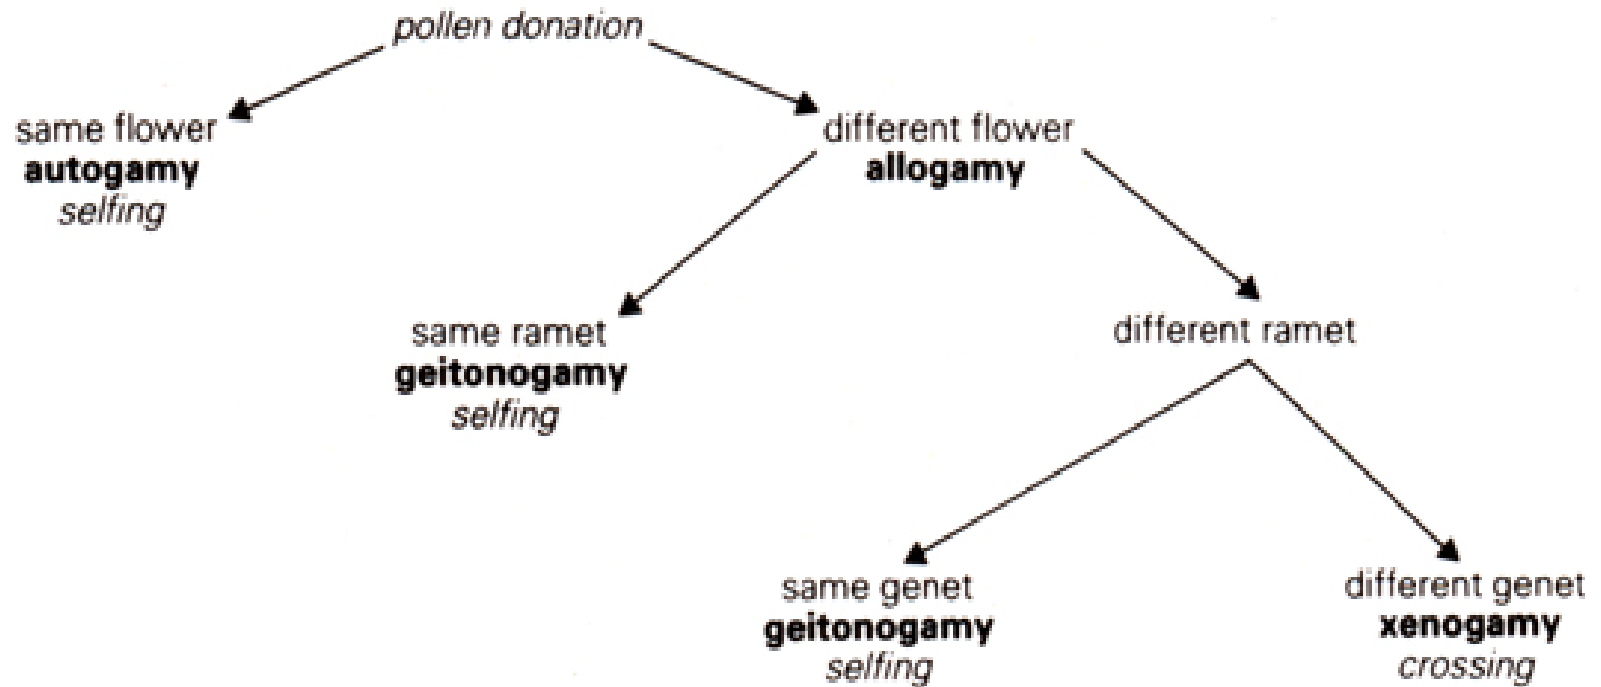 pollen donation
same flower
autogamy
selfing
different flower
allogamy
same ramet
geitonogamy
selfing
different ramet
same genet
geitonogamy
selfing
different genet
xenogamy
crossing